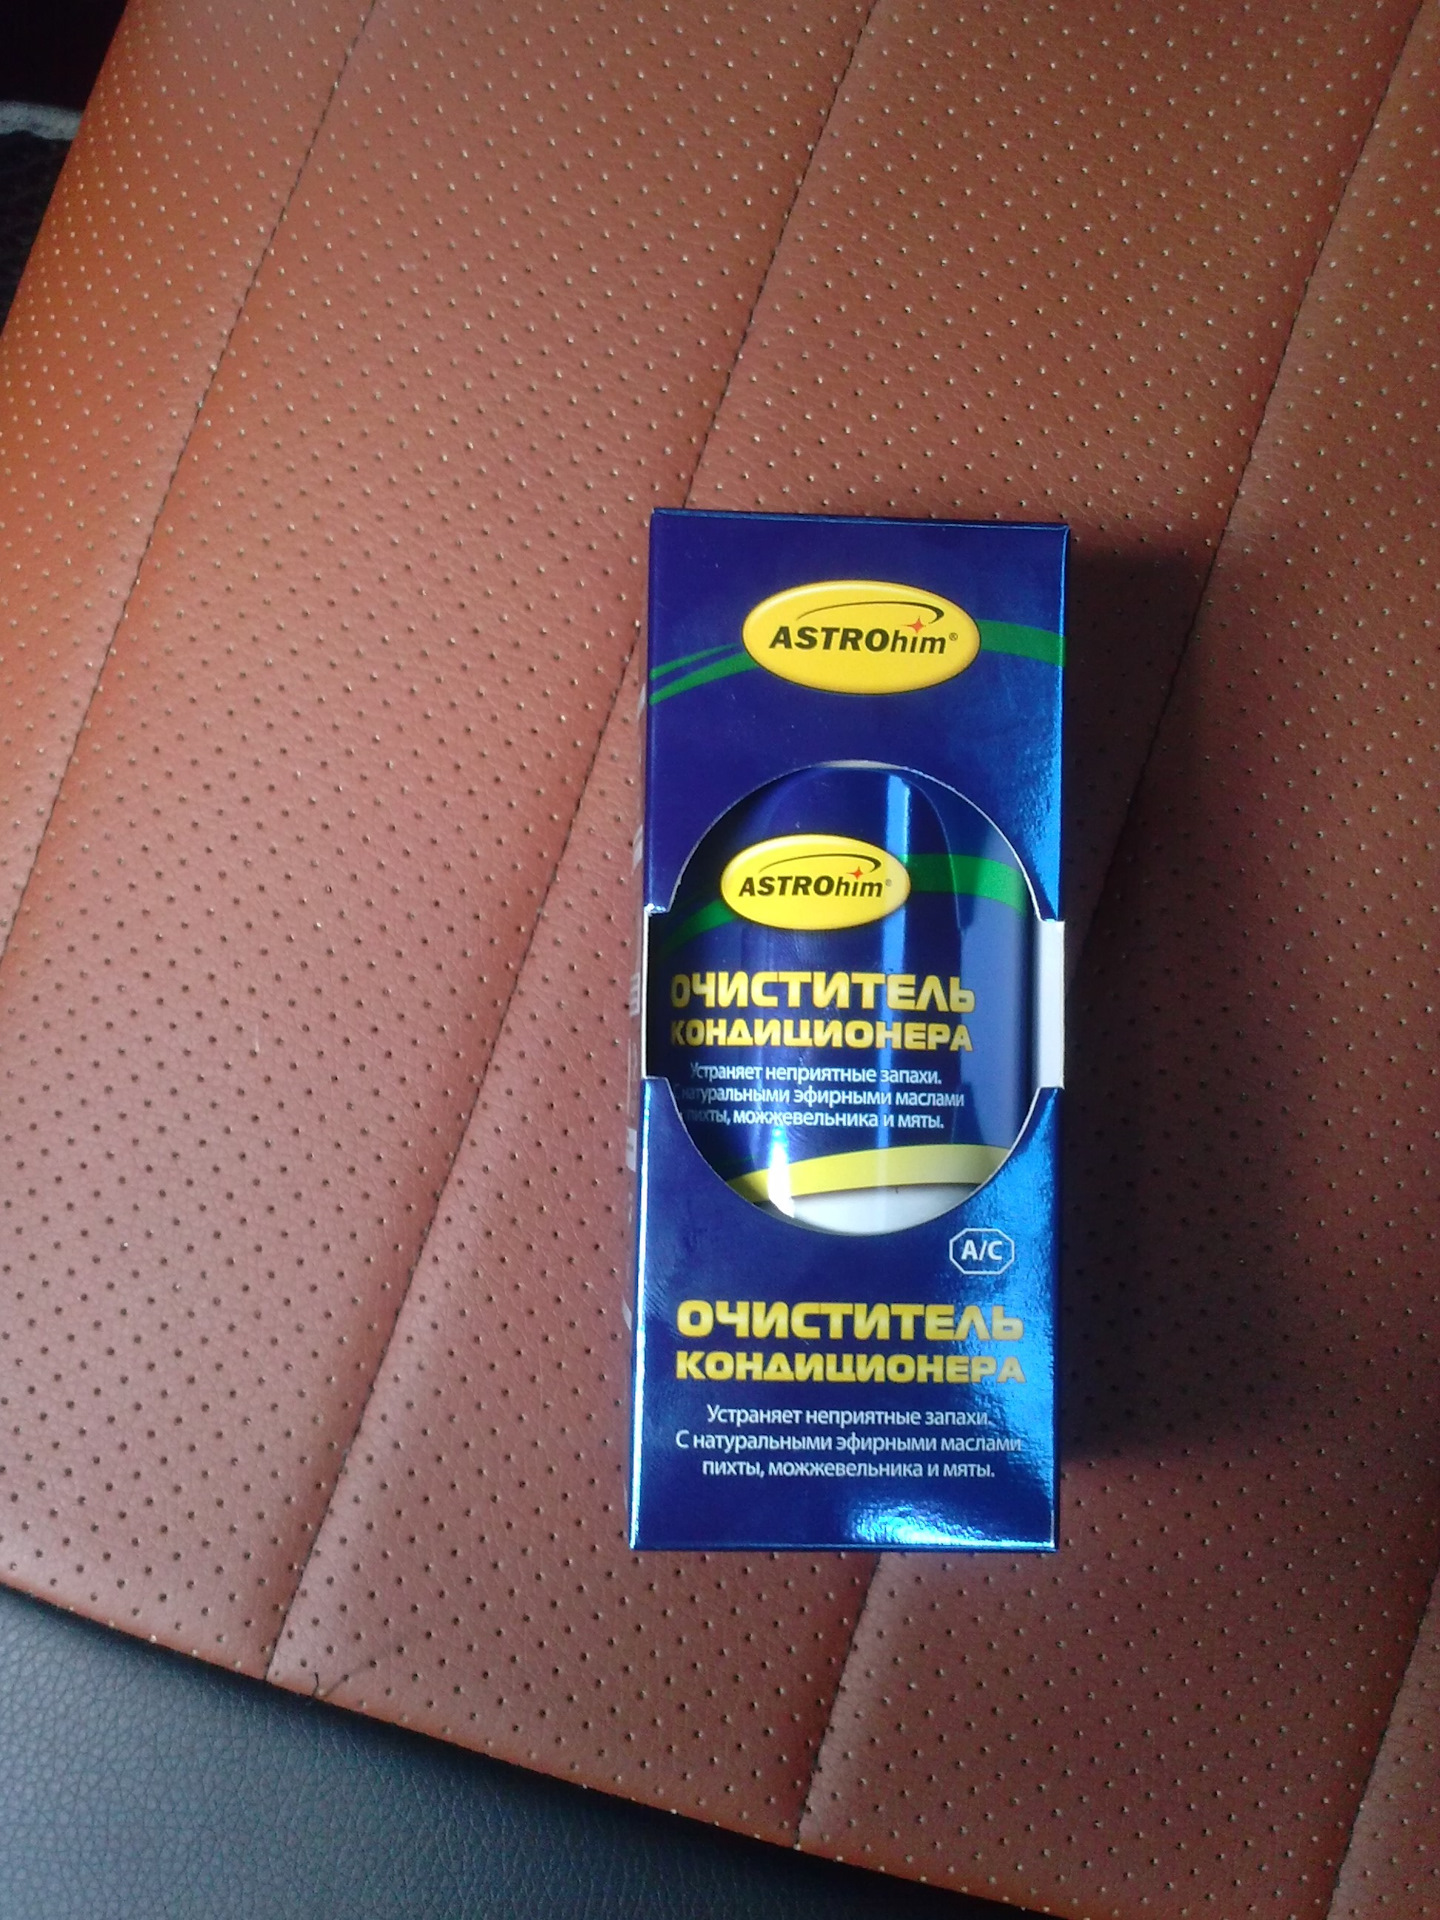 ASTROhim®
ASTROhim®
ОЧИСТИТЕЛЬ
КОНДИЦИОНЕРА
Устраняет неприятные запахи.
С натуральными эфирными маслами
пихты, можжевельника и мяты.
A/C
ОЧИСТИТЕЛЬ
КОНДИЦИОНЕРА
Устраняет неприятные запахи.
С натуральными эфирными маслами
пихты, можжевельника и мяты.